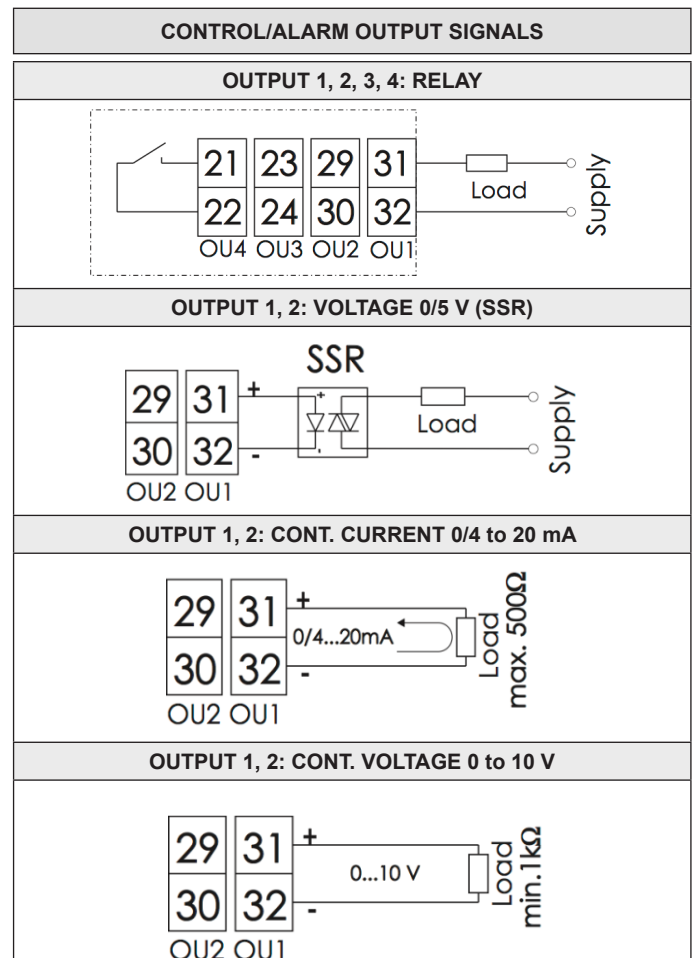 CONTROL/ALARM OUTPUT SIGNALS
OUTPUT 1, 2, 3, 4: RELAY
21 23 29 31
Load
Supply
22 24 30 32
OU4 OU3 OU2 OU1
OUTPUT 1, 2: VOLTAGE 0/5 V (SSR)
SSR
29 31 + +
Load
Supply
30 32 - -
OU2 OU1
OUTPUT 1, 2: CONT. CURRENT 0/4 to 20 mA
29 31 +
0/4...20mA
Load
max. 500Ω
30 32 -
OU2 OU1
OUTPUT 1, 2: CONT. VOLTAGE 0 to 10 V
29 31 +
0...10 V
Load
min.1kΩ
30 32 -
OU2 OU1